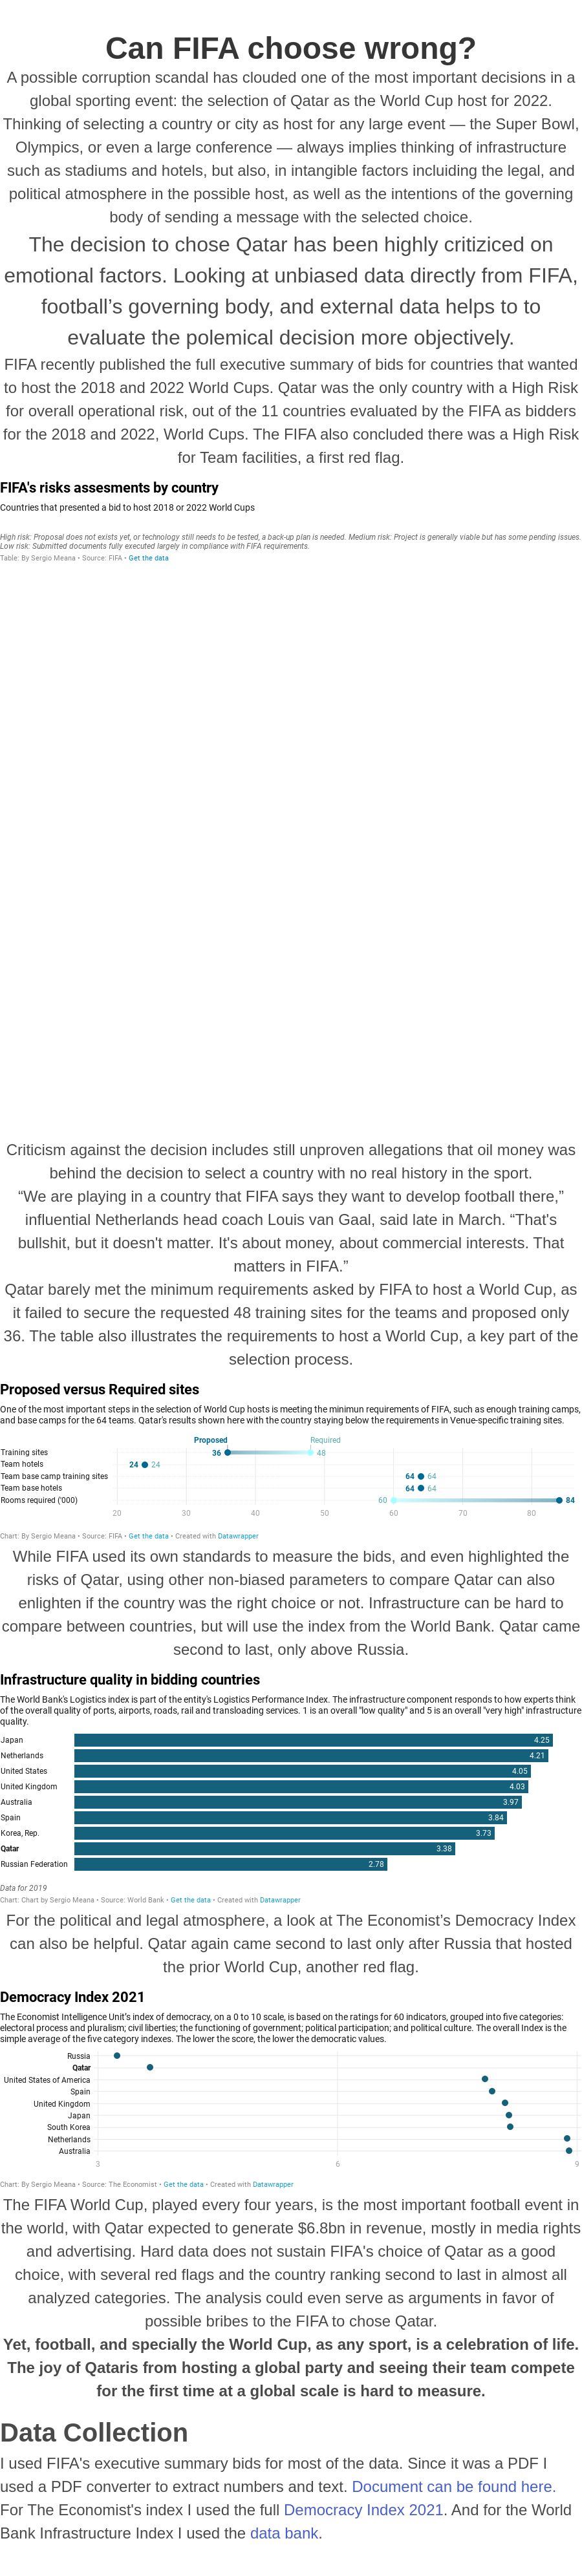 Can FIFA choose wrong?
A possible corruption scandal has clouded one of the most important decisions in a
global sporting event: the selection of Qatar as the World Cup host for 2022.
Thinking of selecting a country or city as host for any large event — the Super Bowl,
Olympics, or even a large conference — always implies thinking of infrastructure
such as stadiums and hotels, but also, in intangible factors incluiding the legal, and
political atmosphere in the possible host, as well as the intentions of the governing
body of sending a message with the selected choice.
The decision to chose Qatar has been highly critiziced on
emotional factors. Looking at unbiased data directly from FIFA,
football’s governing body, and external data helps to to
evaluate the polemical decision more objectively.
FIFA recently published the full executive summary of bids for countries that wanted
to host the 2018 and 2022 World Cups. Qatar was the only country with a High Risk
for overall operational risk, out of the 11 countries evaluated by the FIFA as bidders
for the 2018 and 2022, World Cups. The FIFA also concluded there was a High Risk
for Team facilities, a first red flag.
FIFA's risks assesments by country
Countries that presented a bid to host 2018 or 2022 World Cups
High risk: Proposal does not exists yet, or technology still needs to be tested, a back-up plan is needed. Medium risk: Project is generally viable but has some pending issues.
Low risk: Submitted documents fully executed largely in compliance with FIFA requirements.
Table: By Sergio Meana • Source: FIFA • Get the data
Criticism against the decision includes still unproven allegations that oil money was
behind the decision to select a country with no real history in the sport.
“We are playing in a country that FIFA says they want to develop football there,”
influential Netherlands head coach Louis van Gaal, said late in March. “That's
bullshit, but it doesn't matter. It's about money, about commercial interests. That
matters in FIFA.”
Qatar barely met the minimum requirements asked by FIFA to host a World Cup, as
it failed to secure the requested 48 training sites for the teams and proposed only
36. The table also illustrates the requirements to host a World Cup, a key part of the
selection process.
Proposed versus Required sites
One of the most important steps in the selection of World Cup hosts is meeting the minimun requirements of FIFA, such as enough training camps,
and base camps for the 64 teams. Qatar's results shown here with the country staying below the requirements in Venue-specific training sites.
Proposed Required
Training sites 36 48
Team hotels 24 24
Team base camp training sites 64 64
Team base hotels 64 64
Rooms required ('000) 60 84
20 30 40 50 60 70 80
Chart: By Sergio Meana • Source: FIFA • Get the data • Created with Datawrapper
While FIFA used its own standards to measure the bids, and even highlighted the
risks of Qatar, using other non-biased parameters to compare Qatar can also
enlighten if the country was the right choice or not. Infrastructure can be hard to
compare between countries, but will use the index from the World Bank. Qatar came
second to last, only above Russia.
Infrastructure quality in bidding countries
The World Bank's Logistics index is part of the entity's Logistics Performance Index. The infrastructure component responds to how experts think
of the overall quality of ports, airports, roads, rail and transloading services. 1 is an overall "low quality" and 5 is an overall "very high" infrastructure
quality.
Japan 4.25
Netherlands 4.21
United States 4.05
United Kingdom 4.03
Australia 3.97
Spain 3.84
Korea, Rep. 3.73
Qatar 3.38
Russian Federation 2.78
Data for 2019
Chart: Chart by Sergio Meana • Source: World Bank • Get the data • Created with Datawrapper
For the political and legal atmosphere, a look at The Economist’s Democracy Index
can also be helpful. Qatar again came second to last only after Russia that hosted
the prior World Cup, another red flag.
Democracy Index 2021
The Economist Intelligence Unit’s index of democracy, on a 0 to 10 scale, is based on the ratings for 60 indicators, grouped into five categories:
electoral process and pluralism; civil liberties; the functioning of government; political participation; and political culture. The overall Index is the
simple average of the five category indexes. The lower the score, the lower the democratic values.
Russia
Qatar
United States of America
Spain
United Kingdom
Japan
South Korea
Netherlands
Australia
3 6 9
Chart: By Sergio Meana • Source: The Economist • Get the data • Created with Datawrapper
The FIFA World Cup, played every four years, is the most important football event in
the world, with Qatar expected to generate $6.8bn in revenue, mostly in media rights
and advertising. Hard data does not sustain FIFA's choice of Qatar as a good
choice, with several red flags and the country ranking second to last in almost all
analyzed categories. The analysis could even serve as arguments in favor of
possible bribes to the FIFA to chose Qatar.
Yet, football, and specially the World Cup, as any sport, is a celebration of life.
The joy of Qataris from hosting a global party and seeing their team compete
for the first time at a global scale is hard to measure.
Data Collection
I used FIFA's executive summary bids for most of the data. Since it was a PDF I
used a PDF converter to extract numbers and text. Document can be found here.
For The Economist's index I used the full Democracy Index 2021. And for the World
Bank Infrastructure Index I used the data bank.